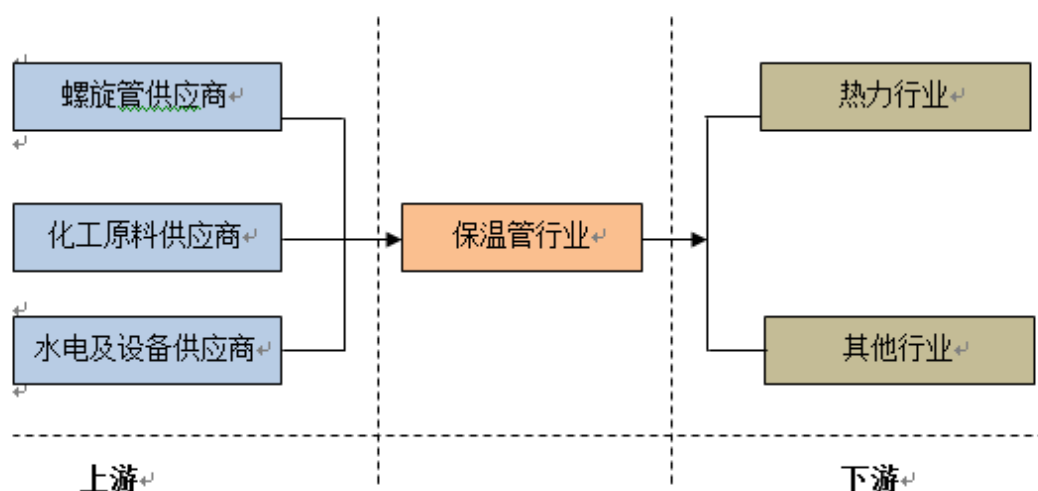 螺旋管供应商
热力行业
化工原料供应商
保温管行业
水电及设备供应商
其他行业
上游
下游